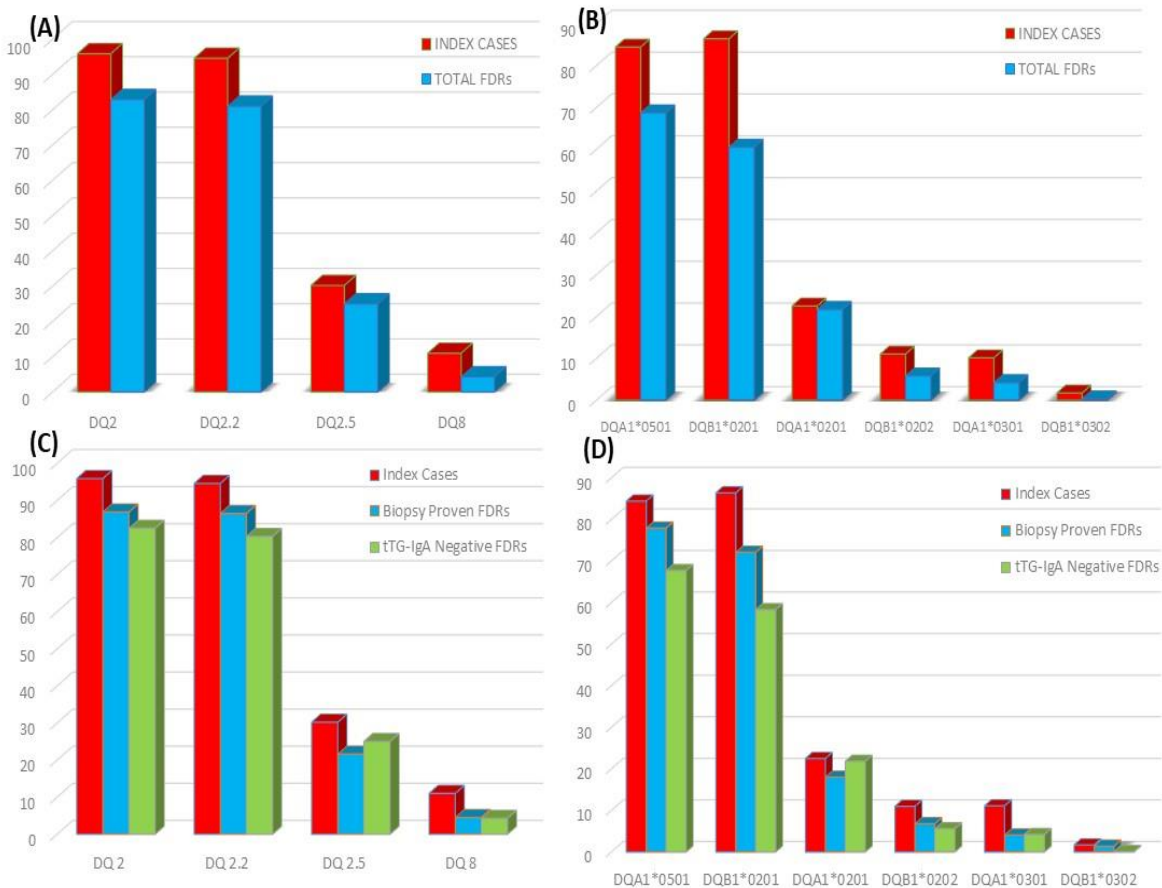 (A)
INDEX CASES
TOTAL FDRs
100
90
80
70
60
50
40
30
20
10
0
DQ2 DQ2.2 DQ2.5 DQ8
(B)
INDEX CASES
TOTAL FDRs
90
80
70
60
50
40
30
20
10
0
DQA1*0501 DQB1*0201 DQA1*0201 DQB1*0202 DQA1*0301 DQB1*0302
(C)
Index Cases
Biopsy Proven FDRs
tTG-IgA Negative FDRs
100
90
80
70
60
50
40
30
20
10
0
DQ 2 DQ 2.2 DQ 2.5 DQ 8
(D)
Index Cases
Biopsy Proven FDRs
tTG-IgA Negative FDRs
90
80
70
60
50
40
30
20
10
0
DQA1*0501 DQB1*0201 DQA1*0201 DQB1*0202 DQA1*0301 DQB1*0302